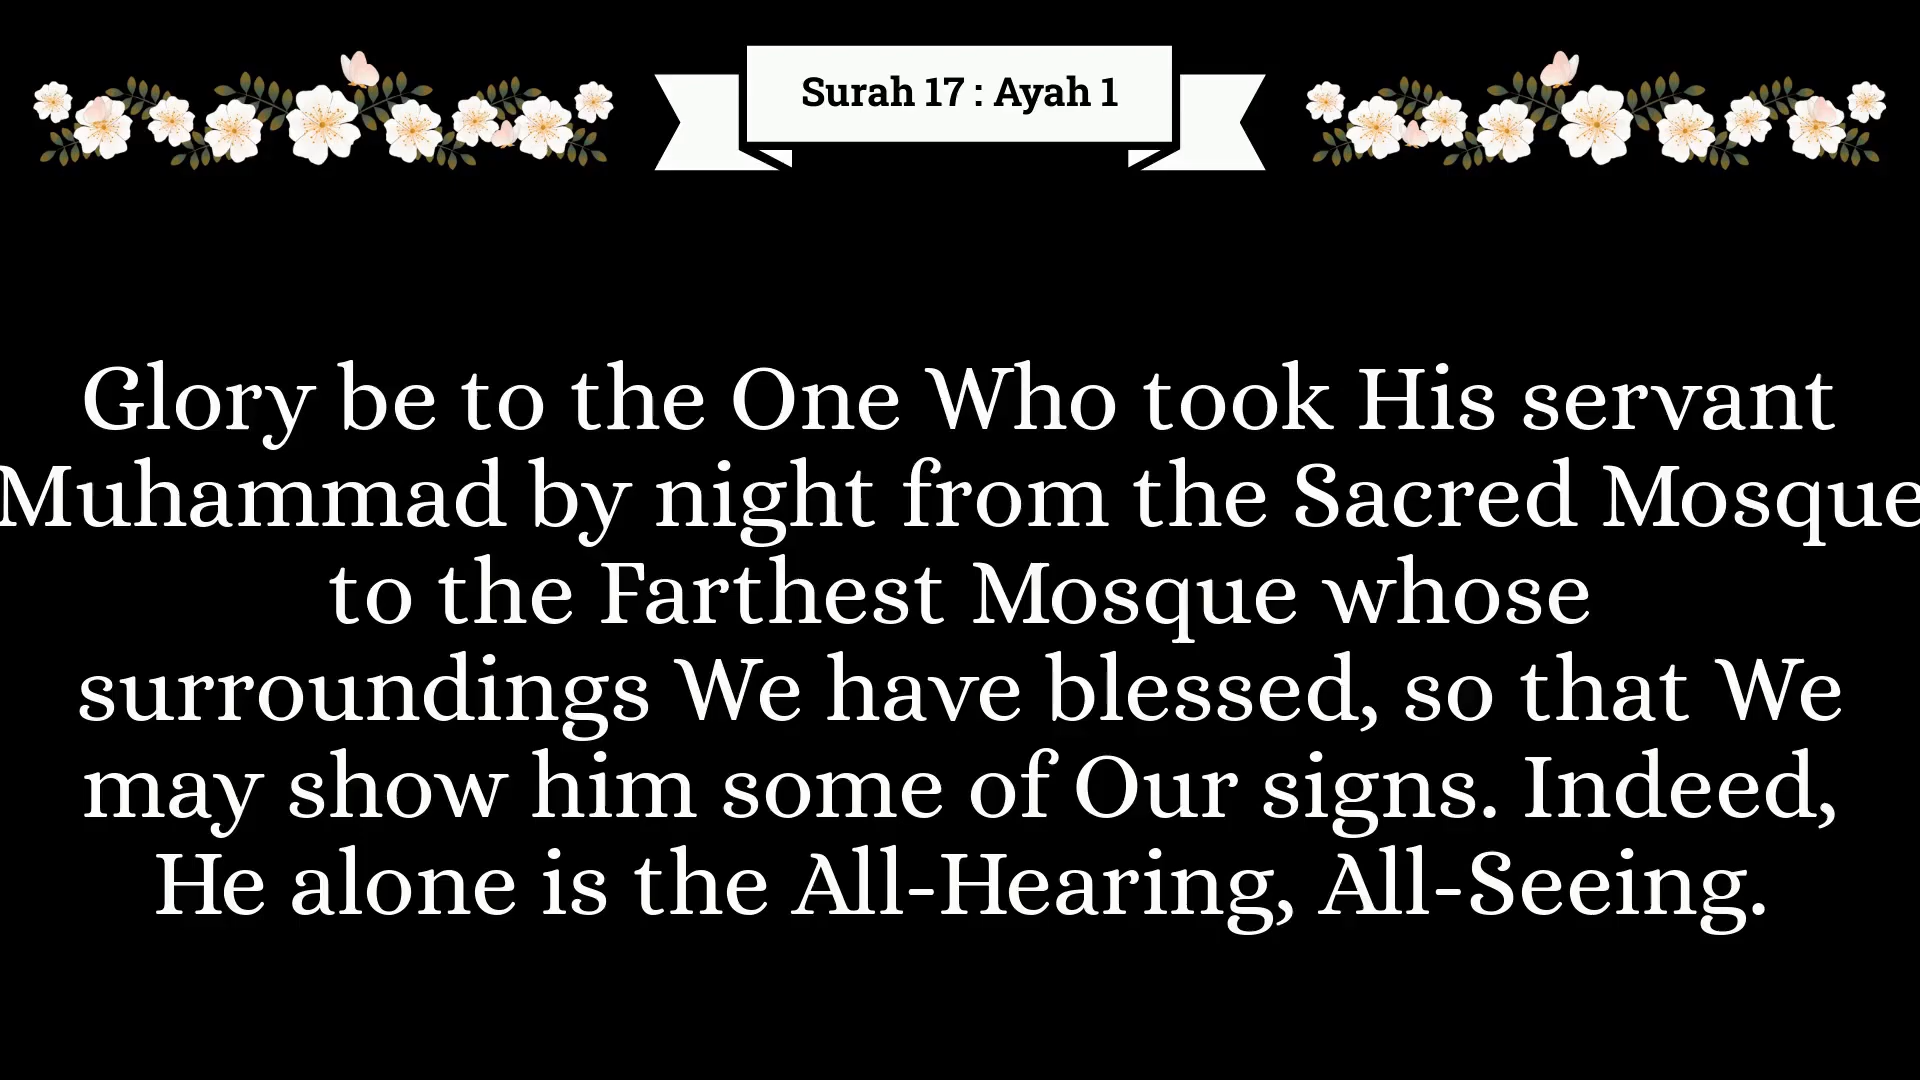 Surah 17 : Ayah 1
Glory be to the One Who took His servant
Muhammad by night from the Sacred Mosque
to the Farthest Mosque whose
surroundings We have blessed, so that We
may show him some of Our signs. Indeed,
He alone is the All-Hearing, All-Seeing.